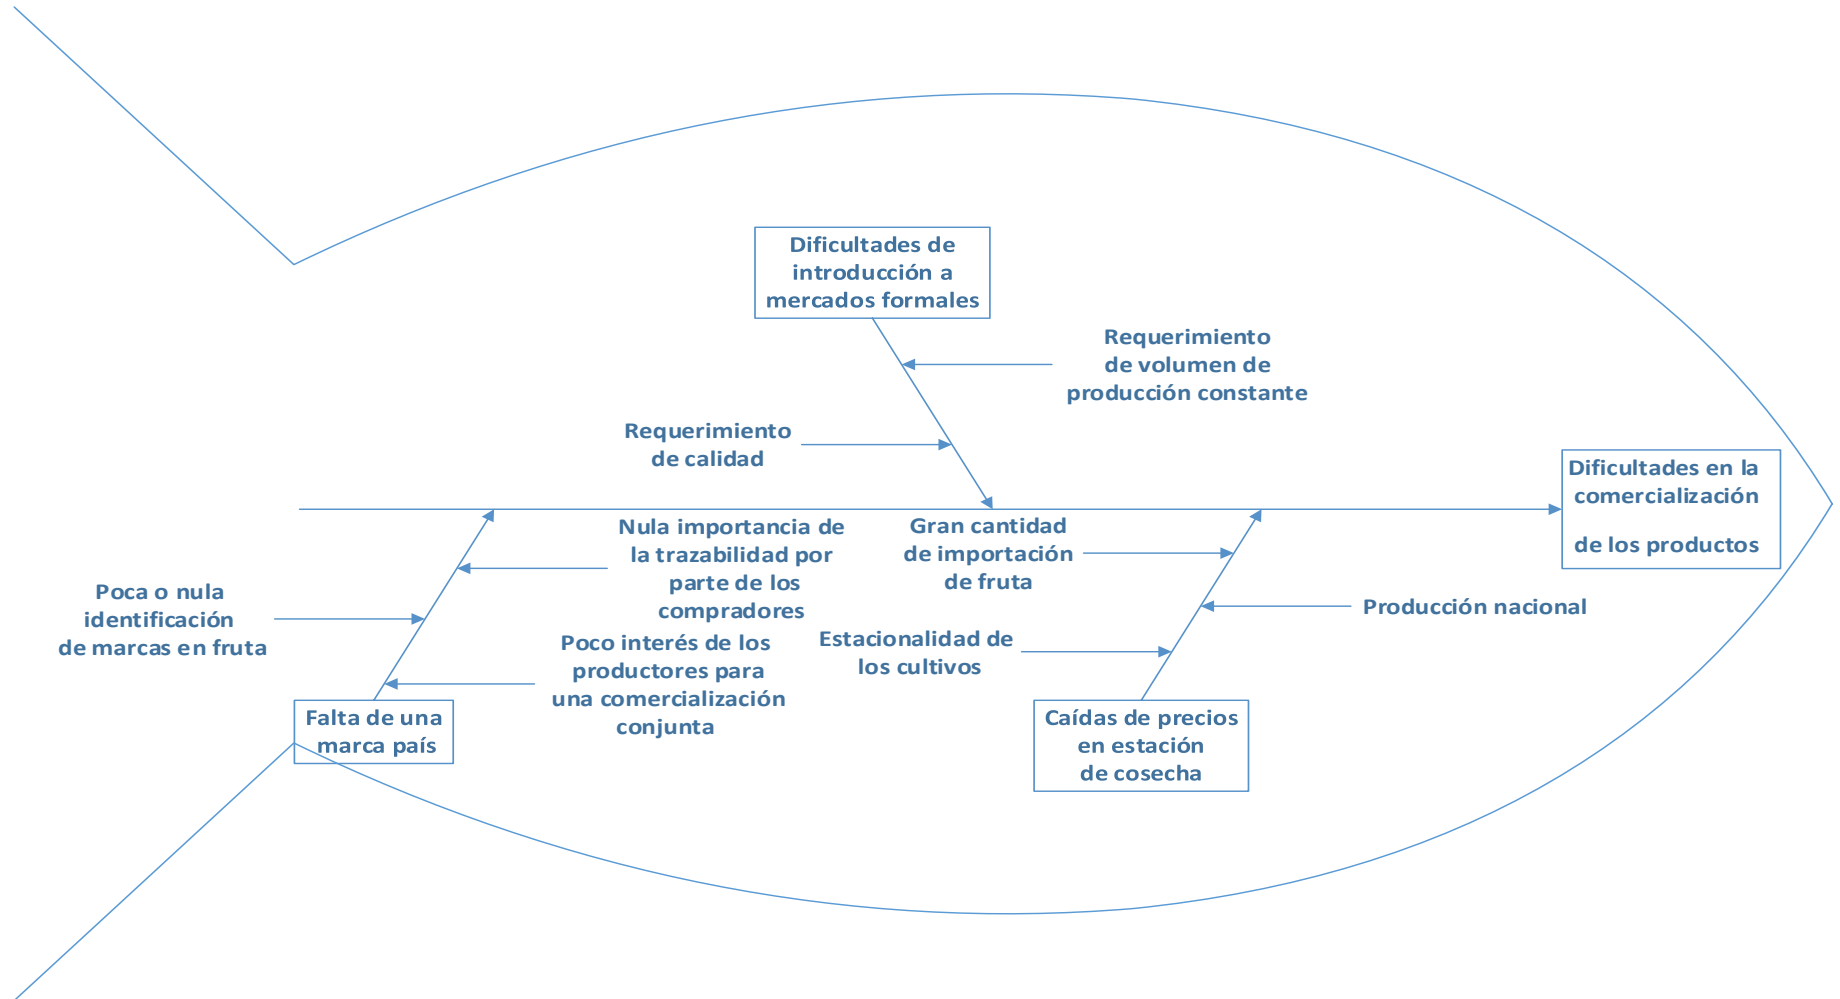 Dificultades de
introducción a
mercados formales
Requerimiento
de volumen de
producción constante
Requerimiento
de calidad
Dificultades en la
comercialización
de los productos
Nula importancia de
la trazabilidad por
parte de los
compradores
Gran cantidad
de importación
de fruta
Poca o nula
identificación
de marcas en fruta
Producción nacional
Poco interés de los
productores para
una comercialización
conjunta
Estacionalidad de
los cultivos
Falta de una
marca país
Caídas de precios
en estación
de cosecha